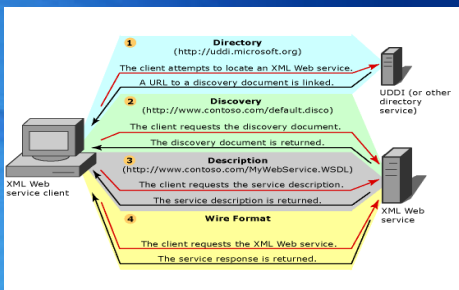 1 Directory
(http://uddi.microsoft.org)
The client attempts to locate an XML Web service.
A URL to a discovery document is linked.
UDDI (or other
directory
service)
2 Discovery
(http://www.contoso.com/default.disco)
The client requests the discovery document.
The discovery document is returned.
3 Description
(http://www.contoso.com/MyWebService.WSDL)
The client requests the service description.
The service description is returned.
XML Web
service client
XML Web
service
4 Wire Format
The client requests the XML Web service.
The service response is returned.